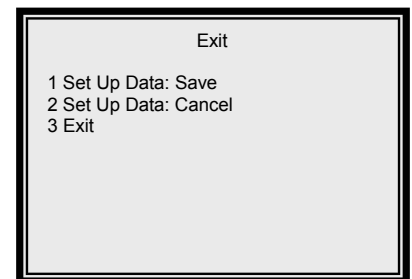 Exit
1 Set Up Data: Save
2 Set Up Data: Cancel
3 Exit